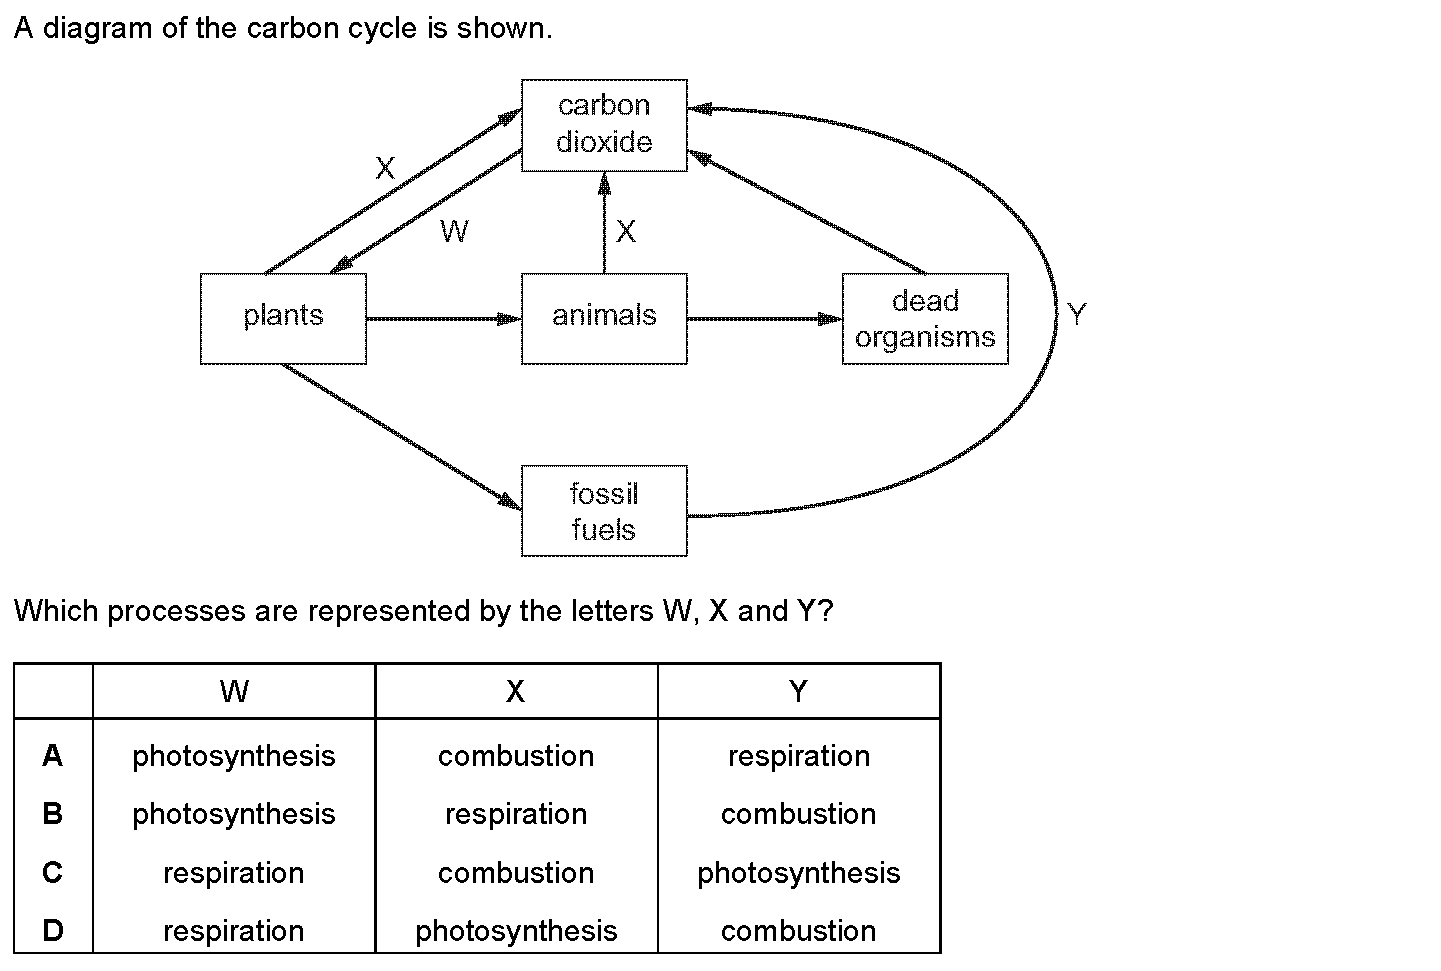 A diagram of the carbon cycle is shown.
carbon
dioxide
X
W
X
plants
animals
dead
organisms
Y
fossil
fuels
Which processes are represented by the letters W, X and Y?
W X Y
A photosynthesis combustion respiration
B photosynthesis respiration combustion
C respiration combustion photosynthesis
D respiration photosynthesis combustion